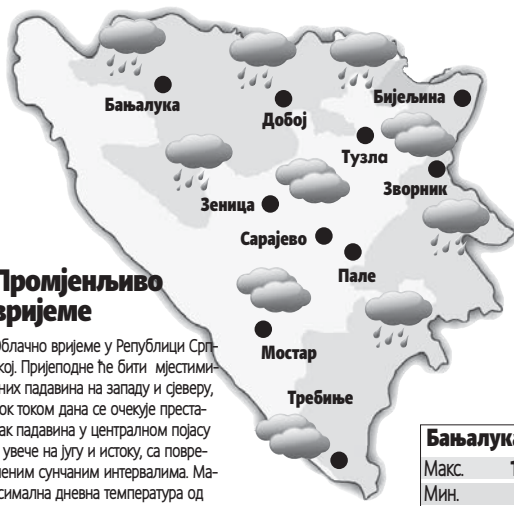 Бањалука
Добој
Бијељина
Тузла
Зворник
Зеница
Сарајево
Пале
Мостар
Требиње
Промјенљиво
вријеме
Облачно вријеме у Републици Срп-
кој. Пријеподне ће бити мјестими-
них падавина на западу и сјеверу,
ок током дана се очекује преста-
ак падавина у централном појасу
увече на југу и истоку, са повре-
еним сунчаним интервалима. Ма-
симална дневна температура од
Бањалука
Макс.
Мин.